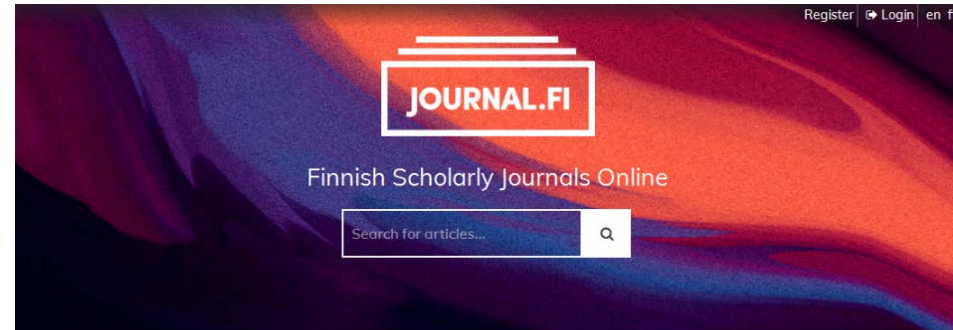 Register Login en f
JOURNAL.FI
Finnish Scholarly Journals Online
Search for articles...